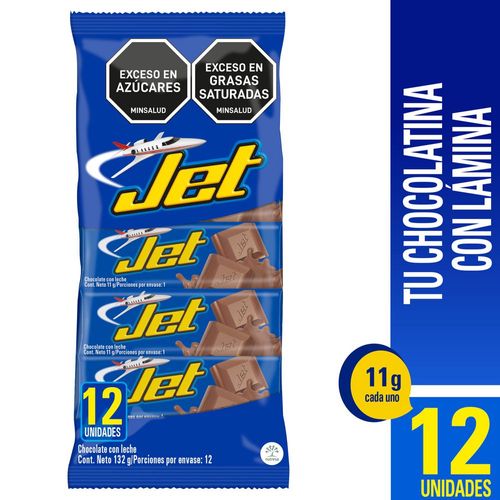 EXCESO EN
AZÚCARES
MINSALUD
EXCESO EN
GRASAS
SATURADAS
MINSALUD
Jet
Jet
Chocolate con leche
Cont. Neto 11 g/Porciones por envase: 1
Jet
Chocolate con leche
Cont. Neto 11 g/Porciones por envase: 1
Jet
12
UNIDADES
Chocolate con leche
Cont. Neto 132 g/Porciones por envase: 12
nutresa
TU CHOCOLATINA
CON LÁMINA
11g
cada uno
12
UNIDADES